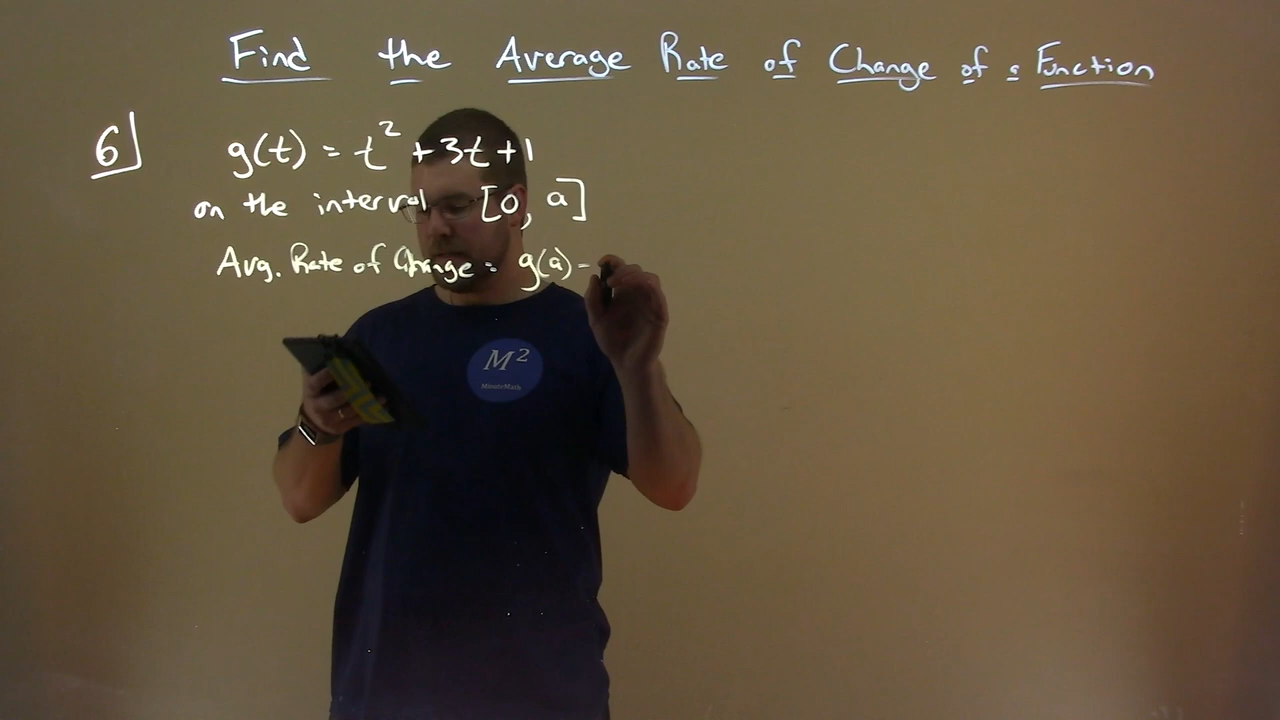 Find the Average Rate of Change of a Function
6
g(t) = t² + 3t + 1
on the interval [0, a]
Avg. Rate of Change = g(a) -
M²
MinuteMath